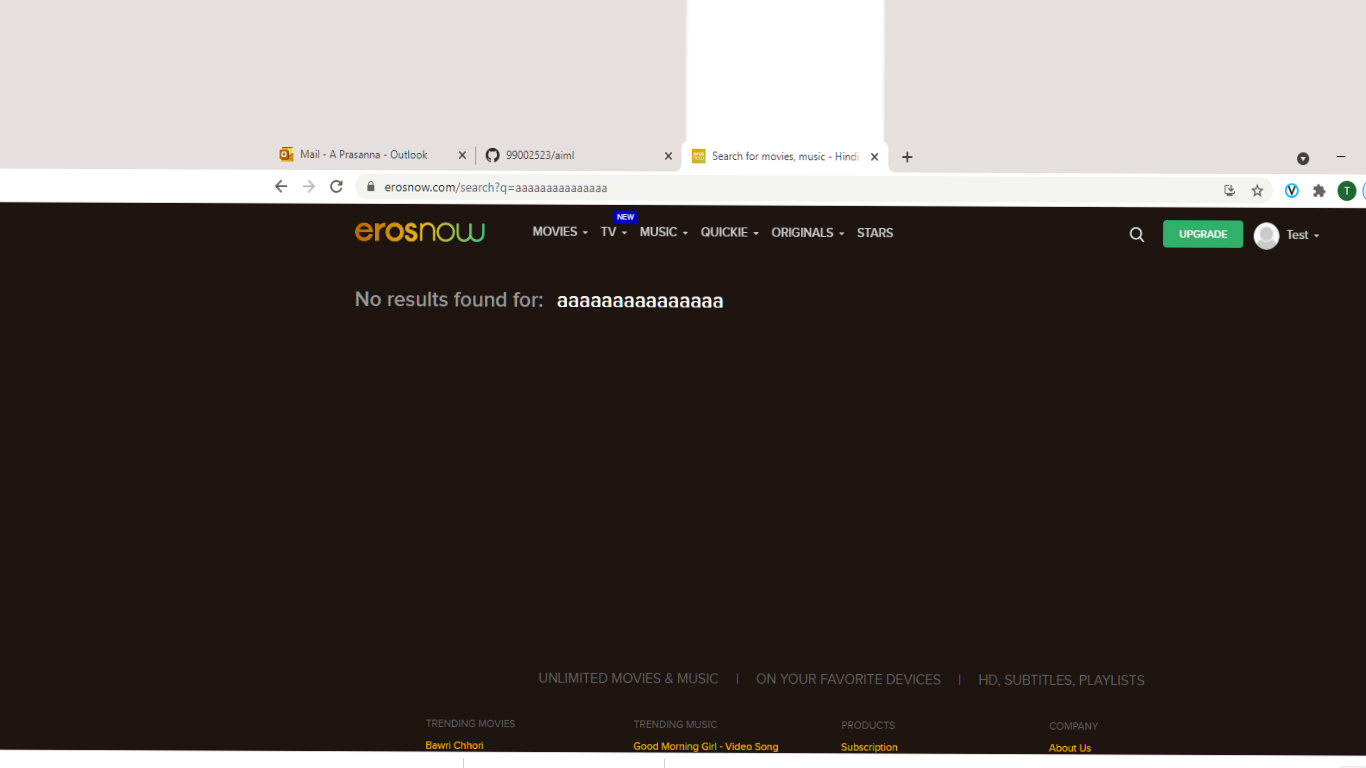 Mail - A Prasanna - Outlook
99002523/aiml
Search for movies, music - Hindi
erosnow.com/search?q=aaaaaaaaaaaaaaa
T
erosnow
MOVIES
NEW
TV
MUSIC
QUICKIE
ORIGINALS
STARS
UPGRADE
Test
No results found for: aaaaaaaaaaaaaaa
UNLIMITED MOVIES & MUSIC | ON YOUR FAVORITE DEVICES | HD, SUBTITLES, PLAYLISTS
TRENDING MOVIES
TRENDING MUSIC
PRODUCTS
COMPANY
Bawri Chhori
Good Morning Girl - Video Song
Subscription
About Us